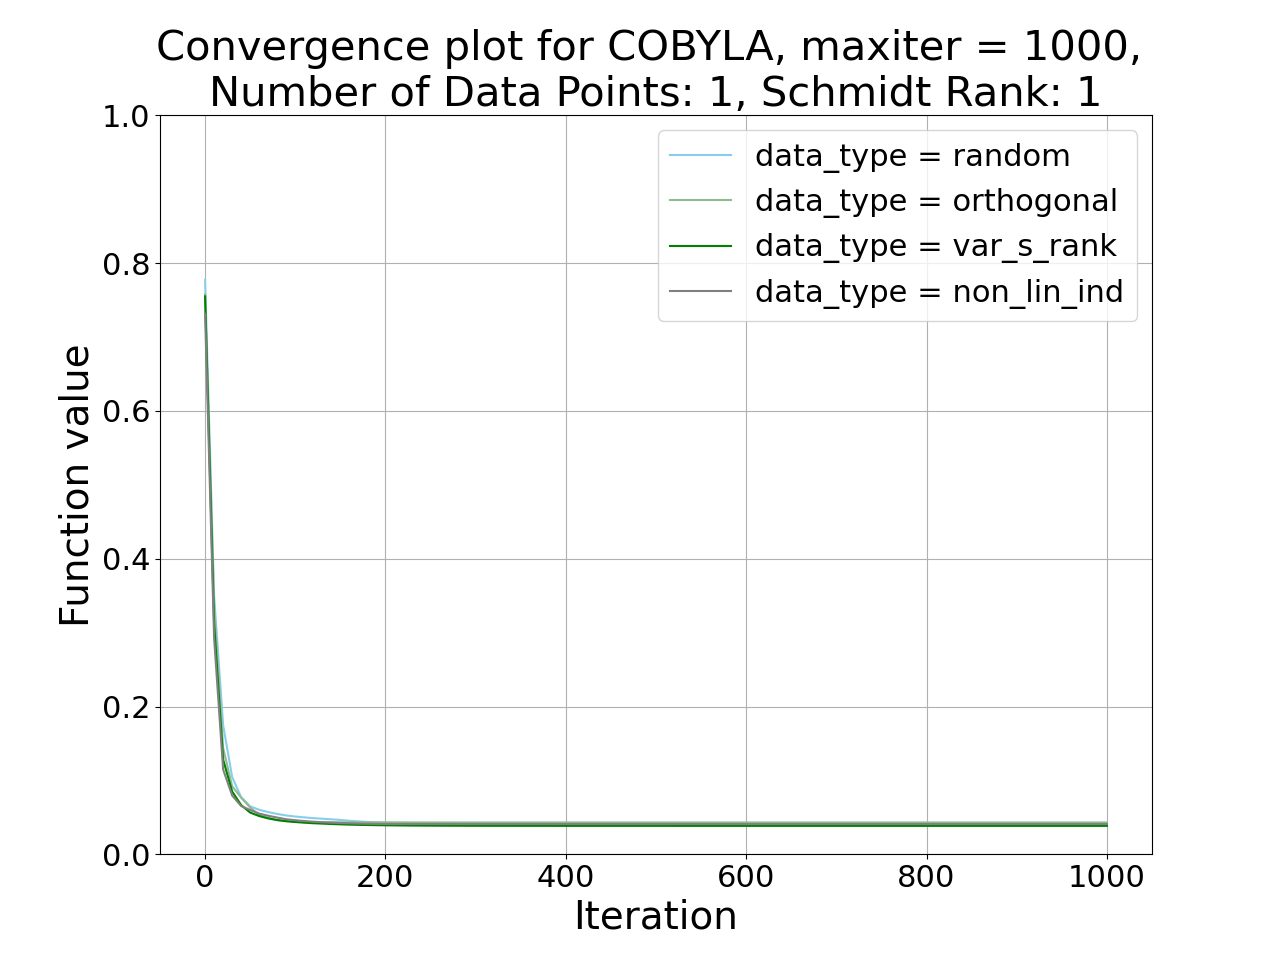 Convergence plot for COBYLA, maxiter = 1000,
Number of Data Points: 1, Schmidt Rank: 1
1.0
0.8
0.6
0.4
0.2
0.0
Function value
data_type = random
data_type = orthogonal
data_type = var_s_rank
data_type = non_lin_ind
0 200 400 600 800 1000
Iteration